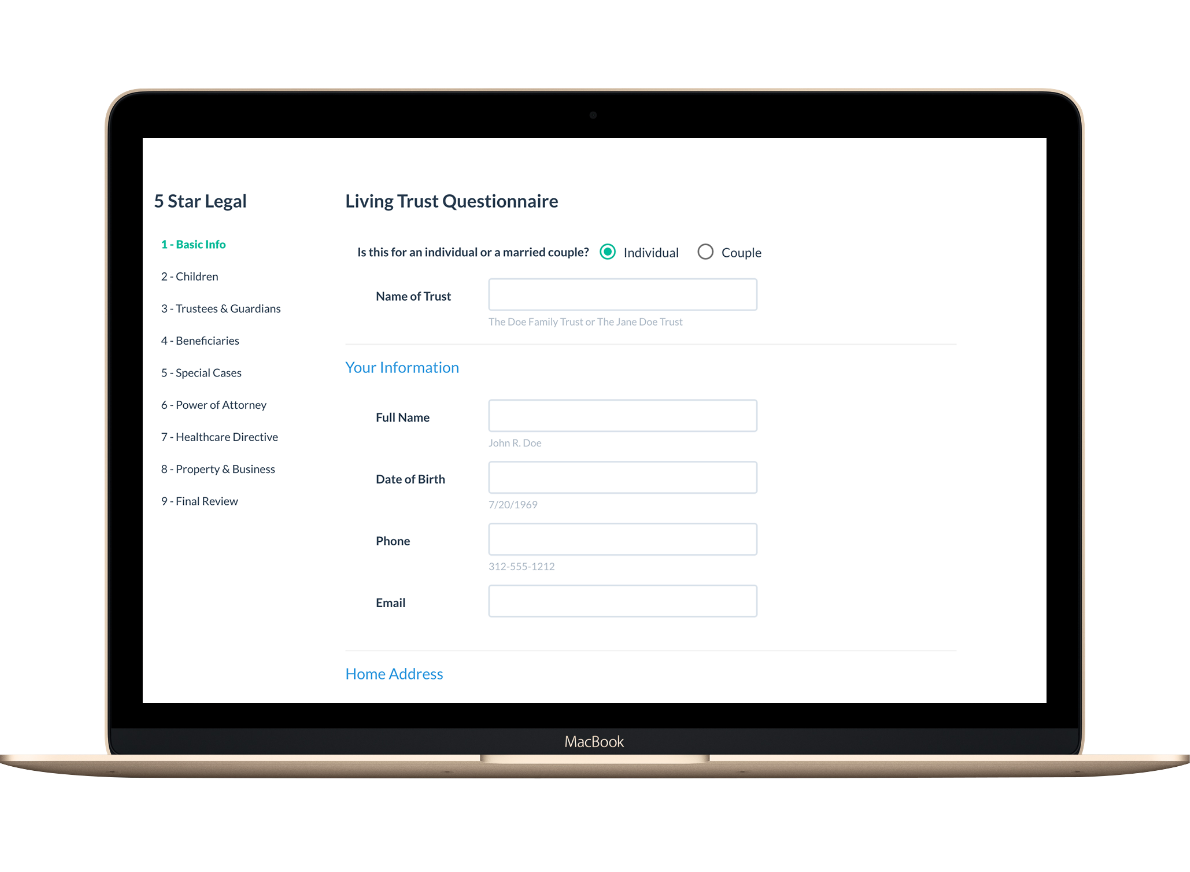 5 Star Legal
1 - Basic Info
2 - Children
3 - Trustees & Guardians
4 - Beneficiaries
5 - Special Cases
6 - Power of Attorney
7 - Healthcare Directive
8 - Property & Business
9 - Final Review
Living Trust Questionnaire
Is this for an individual or a married couple? Individual Couple
Name of Trust
The Doe Family Trust or The Jane Doe Trust
Your Information
Full Name
John R. Doe
Date of Birth
7/20/1969
Phone
312-555-1212
Email
Home Address
MacBook